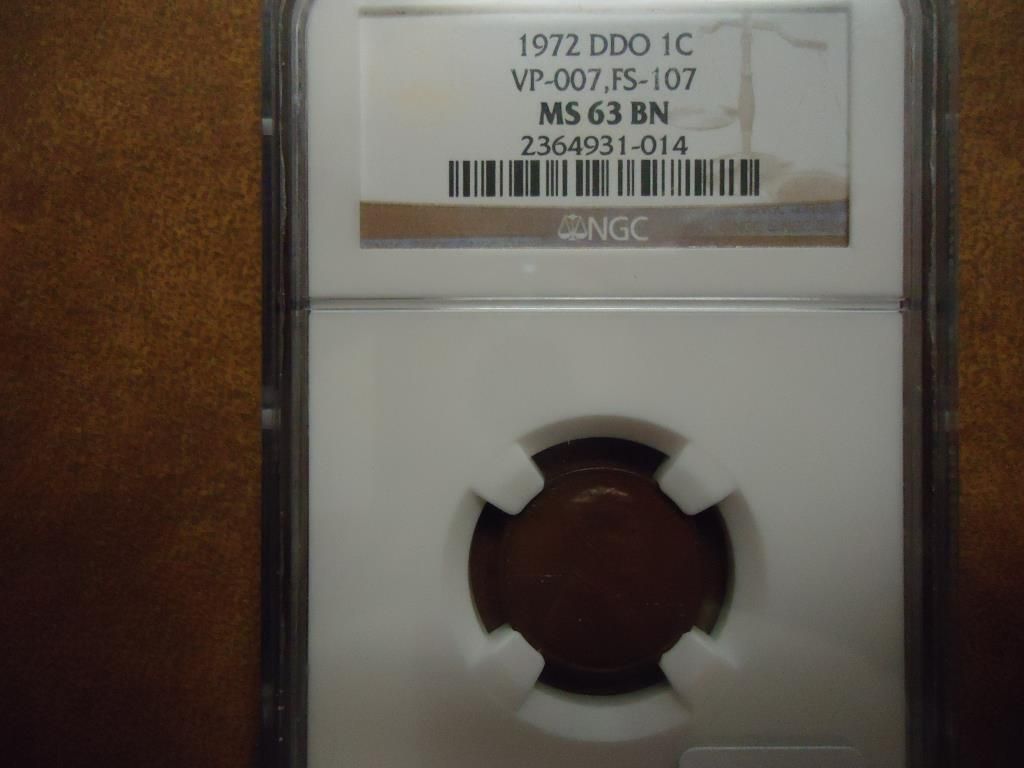 1972 DDO 1C
VP-007,FS-107
MS 63 BN
2364931-014
NGC